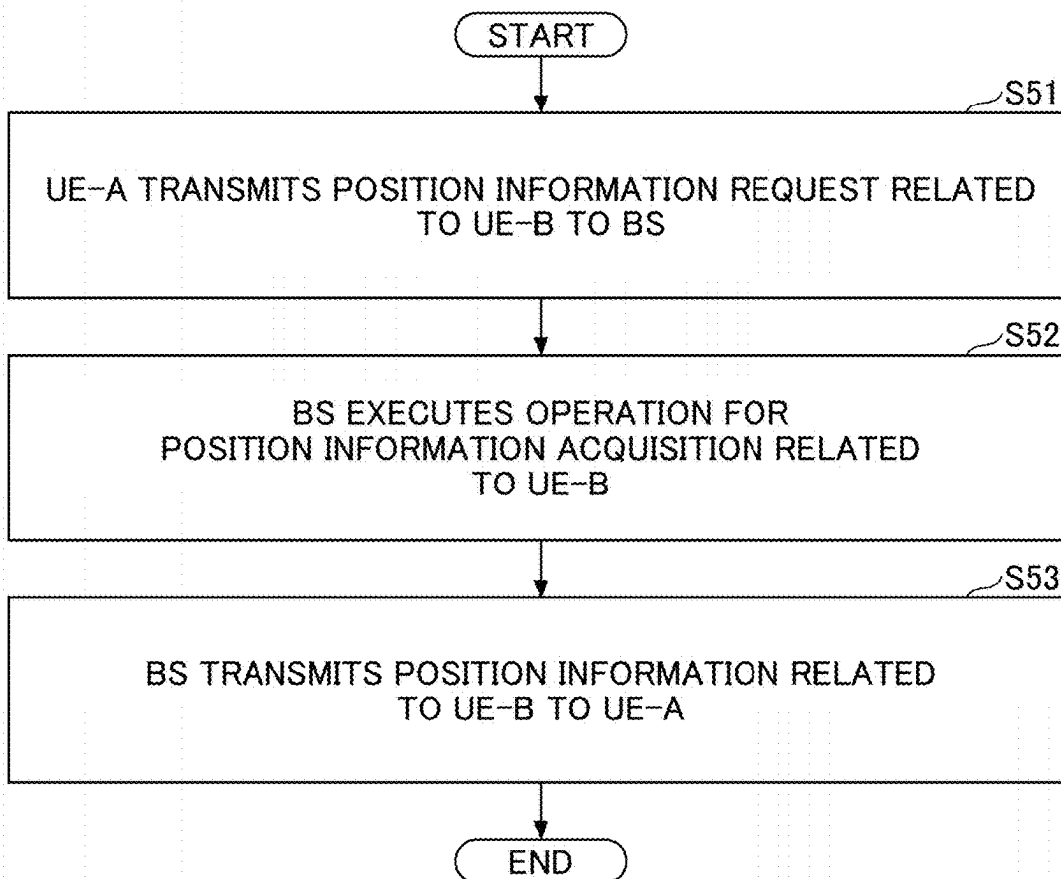 START
S51
UE-A TRANSMITS POSITION INFORMATION REQUEST RELATED
TO UE-B TO BS
S52
BS EXECUTES OPERATION FOR
POSITION INFORMATION ACQUISITION RELATED
TO UE-B
S53
BS TRANSMITS POSITION INFORMATION RELATED
TO UE-B TO UE-A
END